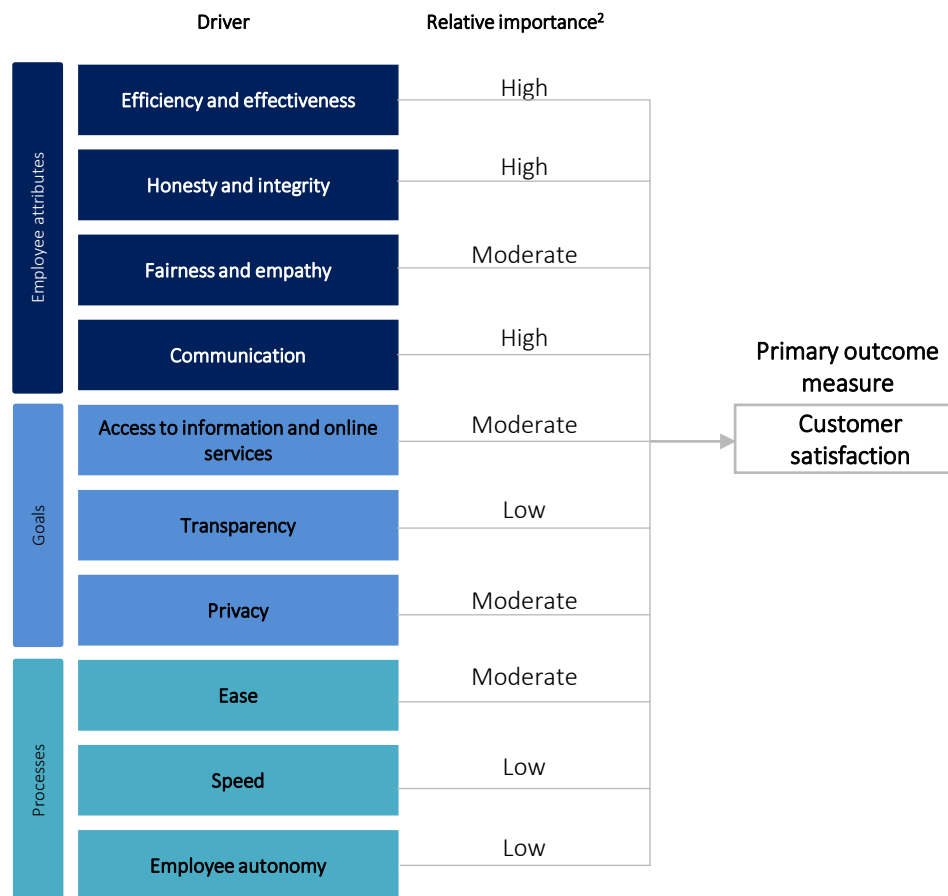 Driver
Relative importance²
Employee attributes
Efficiency and effectiveness
High
Honesty and integrity
High
Fairness and empathy
Moderate
Communication
High
Goals
Access to information and online
services
Moderate
Transparency
Low
Privacy
Moderate
Processes
Ease
Moderate
Speed
Low
Employee autonomy
Low
Primary outcome
measure
Customer
satisfaction